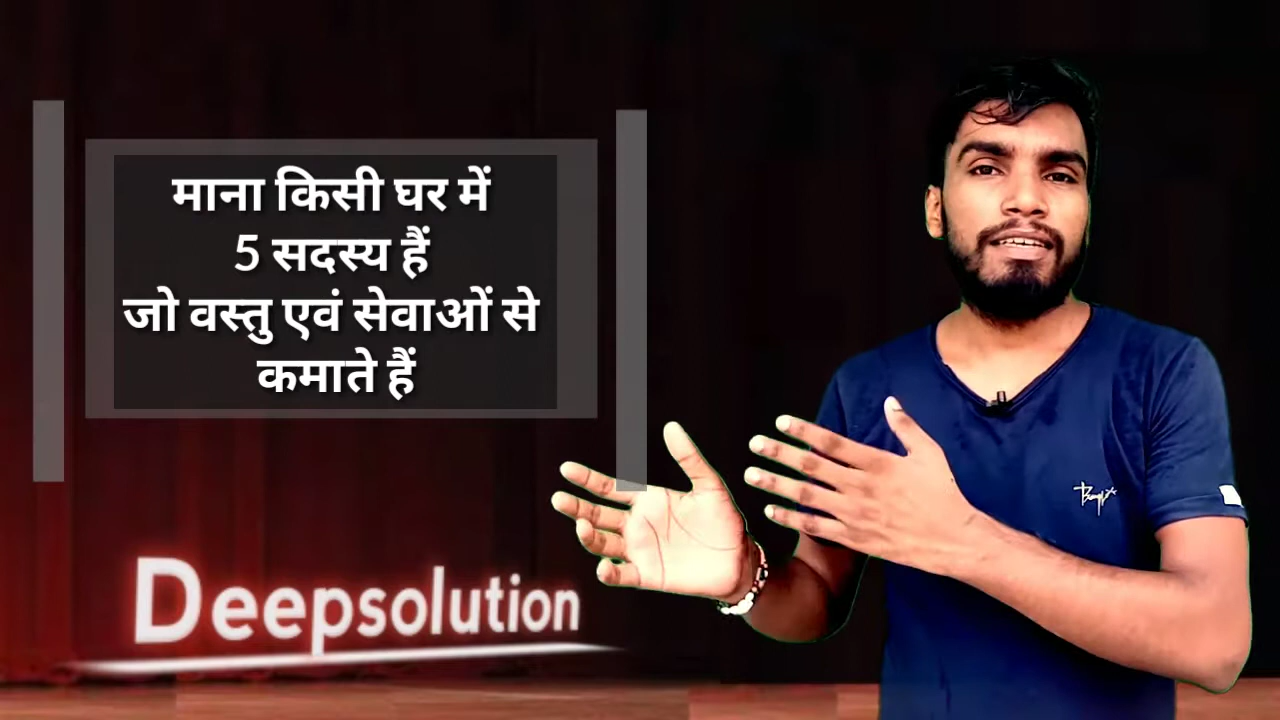 माना किसी घर में
5 सदस्य हैं
जो वस्तु एवं सेवाओं से
कमाते हैं
Deepsolution